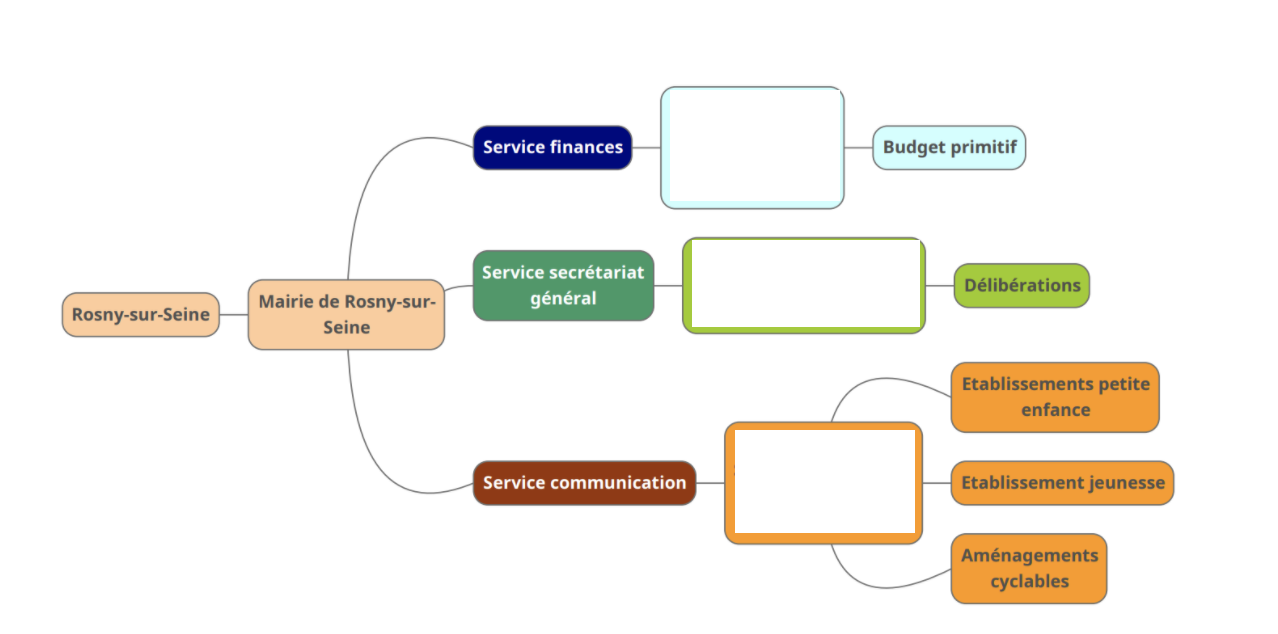 Service finances
Budget primitif
Service secrétariat
général
Délibérations
Rosny-sur-Seine
Mairie de Rosny-sur-
Seine
Etablissements petite
enfance
Service communication
Etablissement jeunesse
Aménagements
cyclables